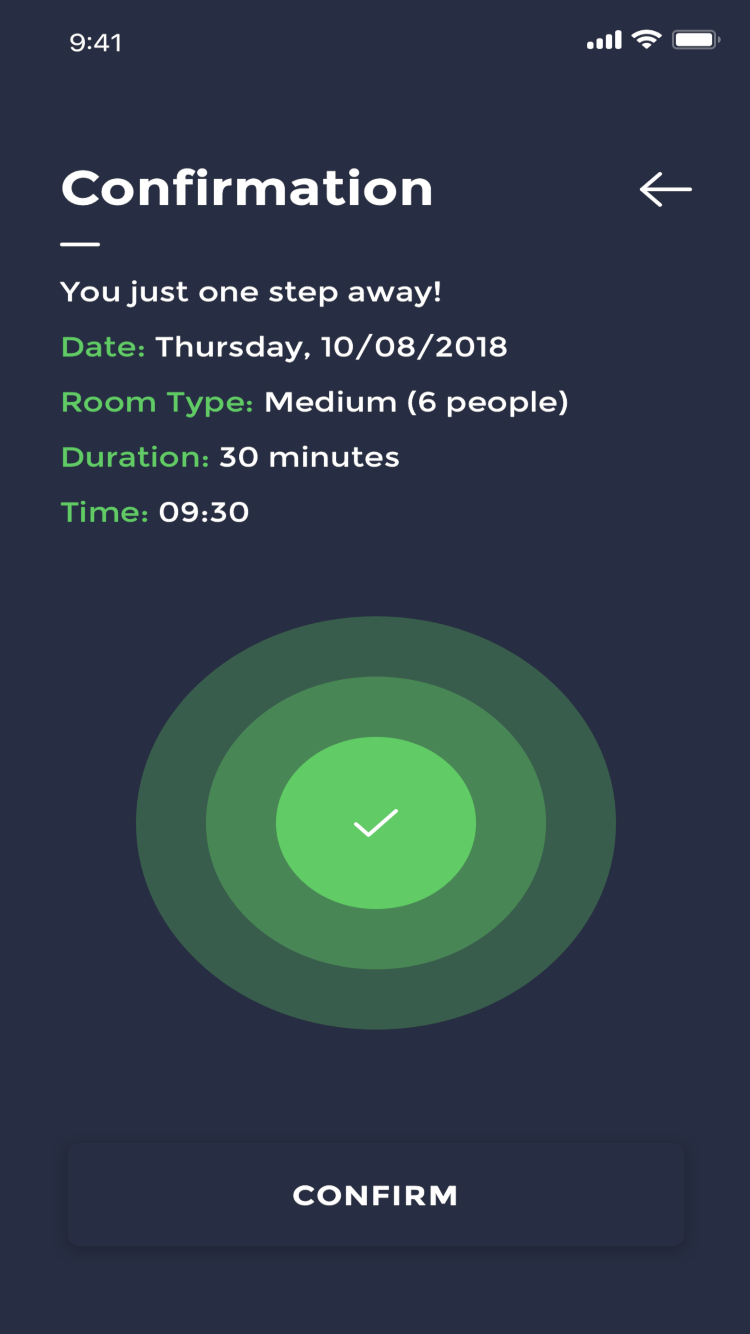 9:41
Confirmation
You just one step away!
Date: Thursday, 10/08/2018
Room Type: Medium (6 people)
Duration: 30 minutes
Time: 09:30
CONFIRM